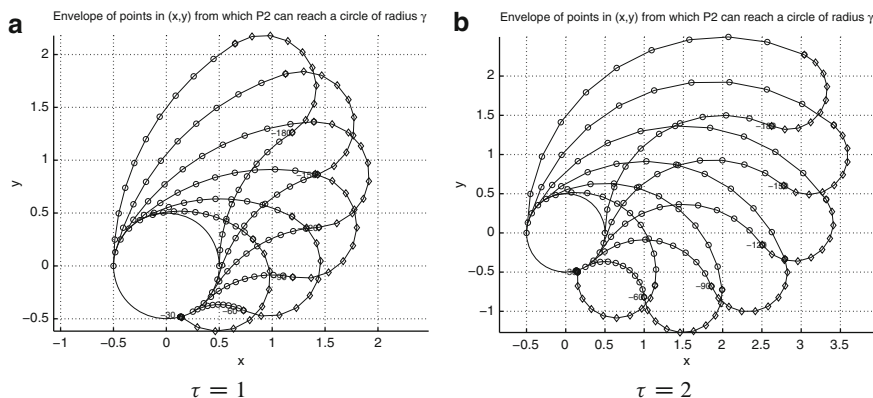 a
Envelope of points in (x,y) from which P2 can reach a circle of radius γ
2
1.5
1
0.5
0
−0.5
y
−1 −0.5 0 0.5 1 1.5 2
x
−180
−30
−60
τ = 1
b
Envelope of points in (x,y) from which P2 can reach a circle of radius γ
2
1.5
1
0.5
0
−0.5
−1
y
−0.5 0 0.5 1 1.5 2 2.5 3 3.5
x
−90
−60
τ = 2